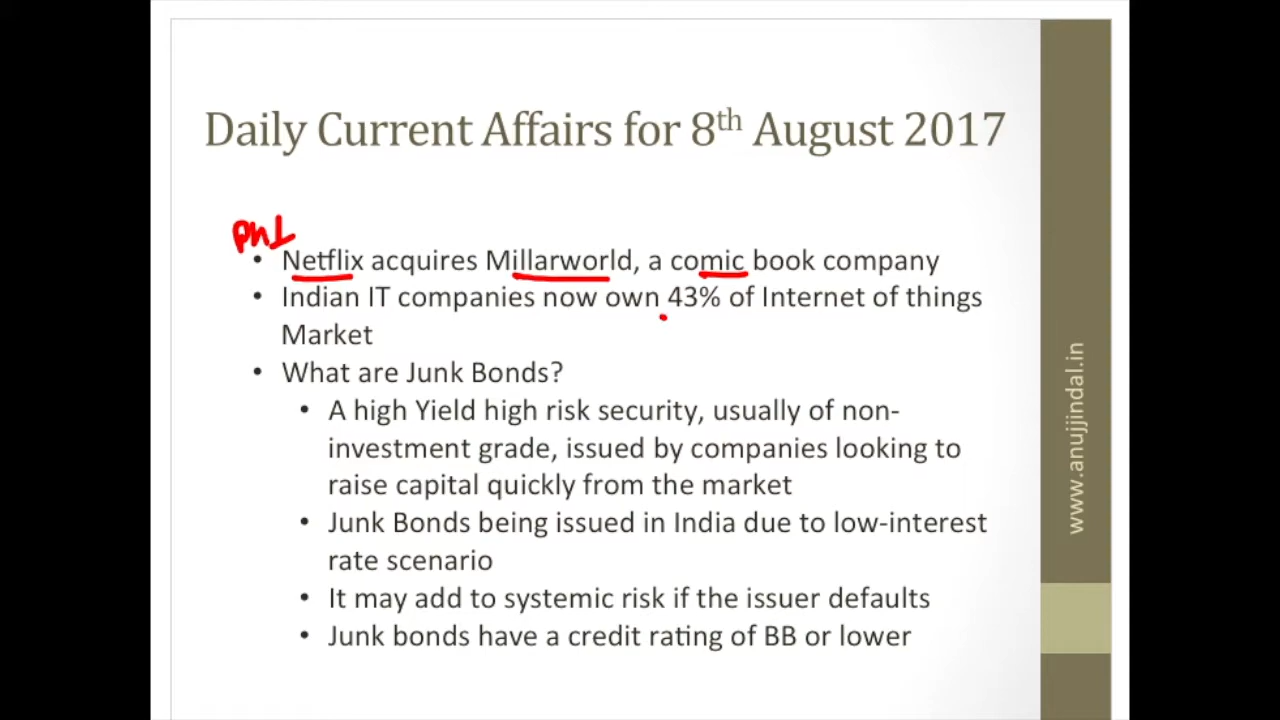 Daily Current Affairs for 8th August 2017
Ph1
• Netflix acquires Millarworld, a comic book company
• Indian IT companies now own 43% of Internet of things
Market
• What are Junk Bonds?
• A high Yield high risk security, usually of non-
investment grade, issued by companies looking to
raise capital quickly from the market
• Junk Bonds being issued in India due to low-interest
rate scenario
• It may add to systemic risk if the issuer defaults
• Junk bonds have a credit rating of BB or lower
www.anujjindal.in